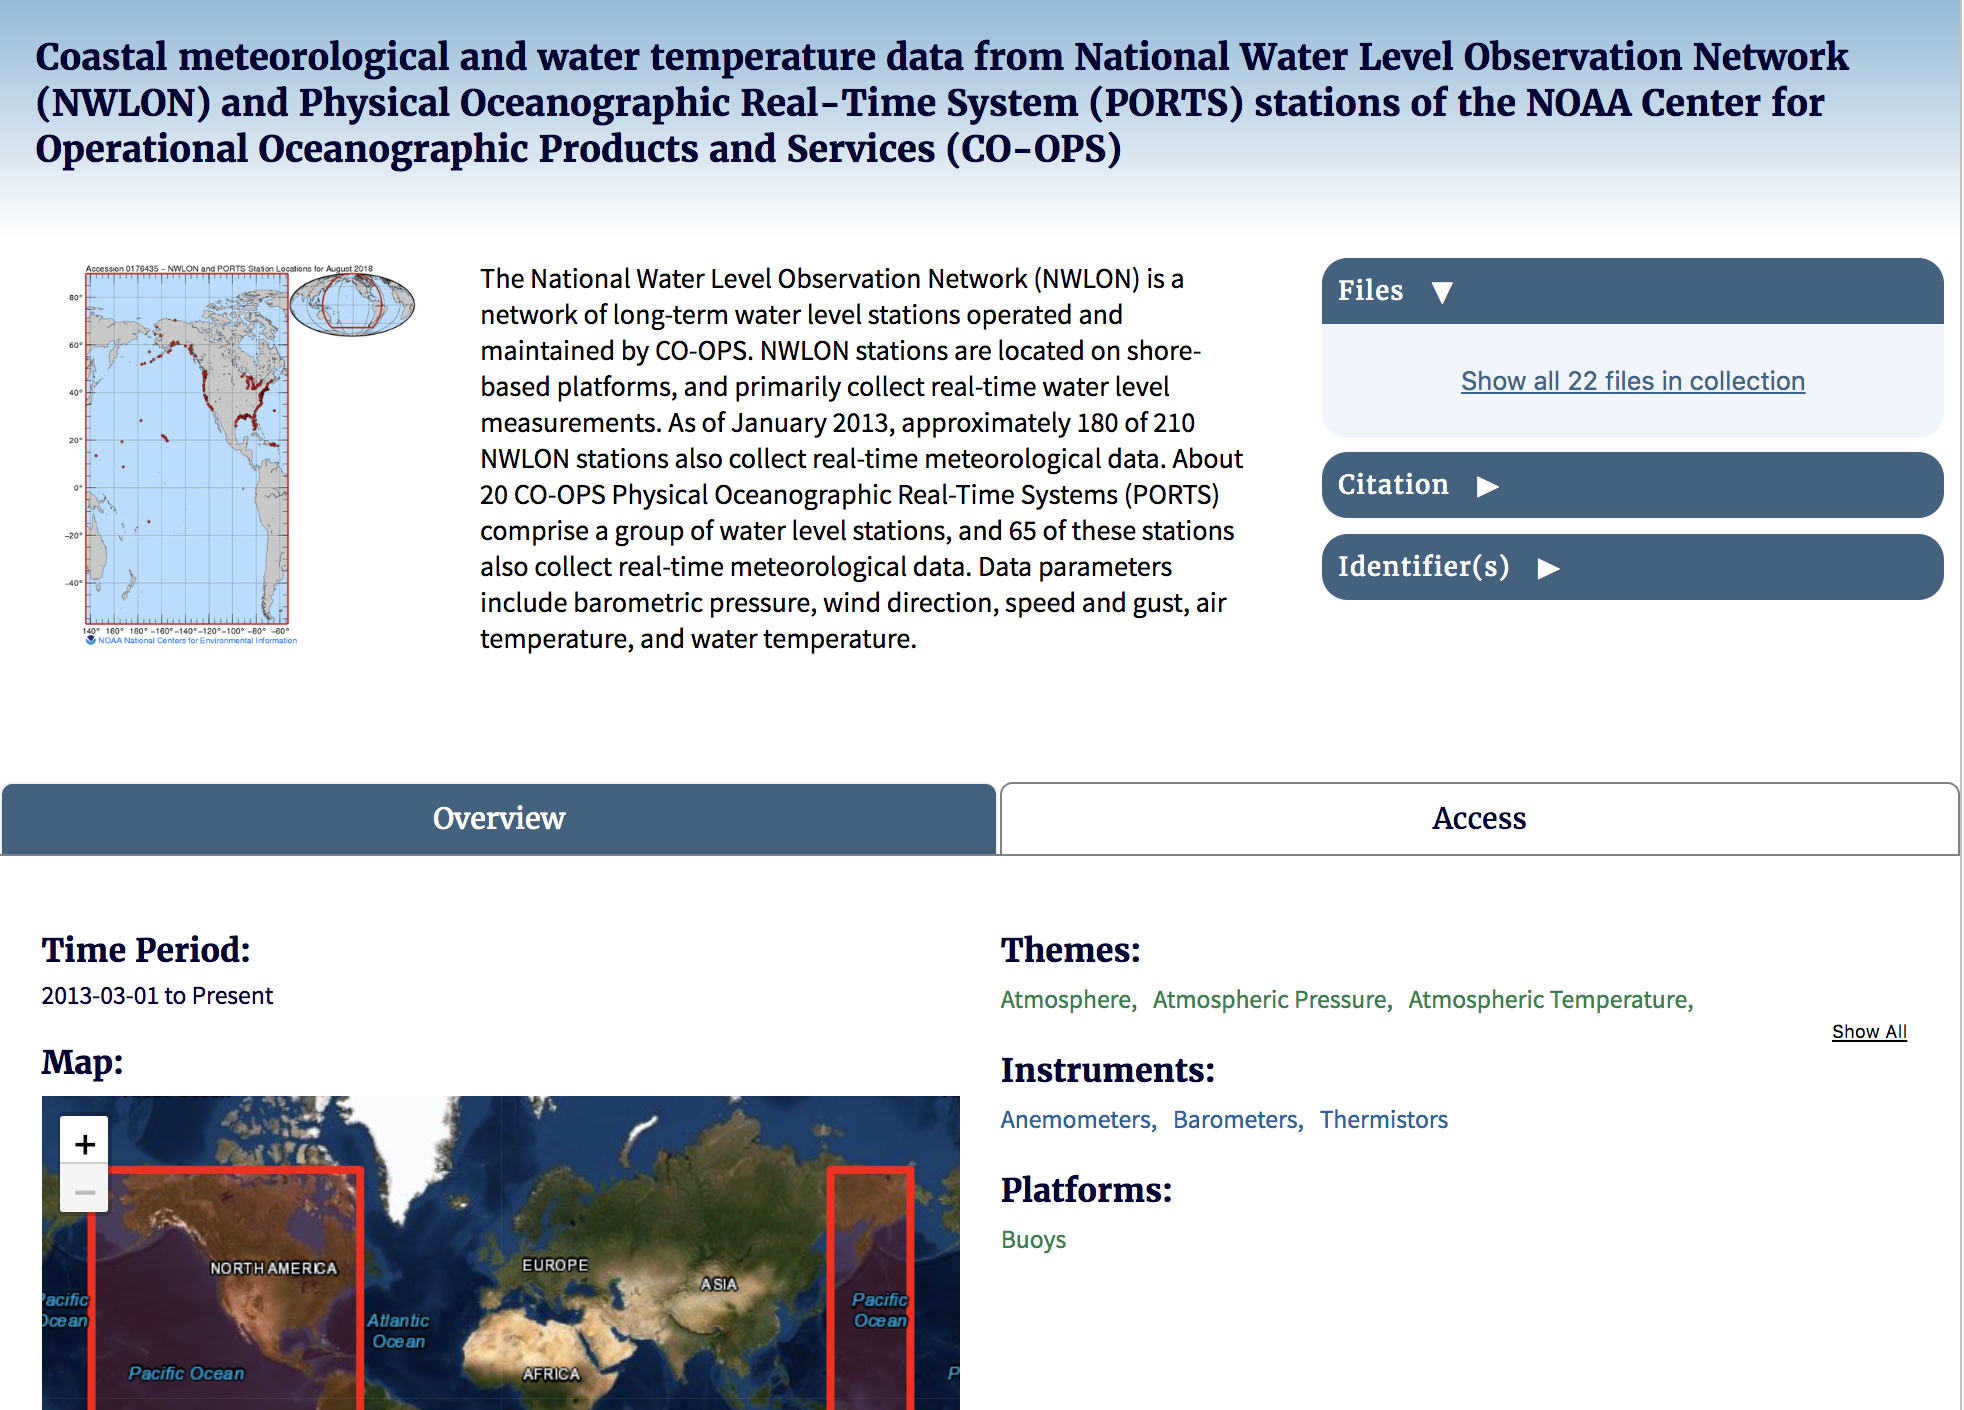 Coastal meteorological and water temperature data from National Water Level Observation Network
(NWLON) and Physical Oceanographic Real-Time System (PORTS) stations of the NOAA Center for
Operational Oceanographic Products and Services (CO-OPS)
Accession 0176435 - NWLON and PORTS Station Locations for August 2018
80°
60°
40°
20°
0°
-20°
-40°
140° 160° 180° -160° -140° -120° -100° -80° -60°
NOAA National Centers for Environmental Information
The National Water Level Observation Network (NWLON) is a
network of long-term water level stations operated and
maintained by CO-OPS. NWLON stations are located on shore-
based platforms, and primarily collect real-time water level
measurements. As of January 2013, approximately 180 of 210
NWLON stations also collect real-time meteorological data. About
20 CO-OPS Physical Oceanographic Real-Time Systems (PORTS)
comprise a group of water level stations, and 65 of these stations
also collect real-time meteorological data. Data parameters
include barometric pressure, wind direction, speed and gust, air
temperature, and water temperature.
Files ▼
Show all 22 files in collection
Citation ▶
Identifier(s) ▶
Overview
Access
Time Period:
2013-03-01 to Present
Map:
+
−
NORTH AMERICA
EUROPE
ASIA
AFRICA
acific
Ocean
Atlantic
Ocean
Pacific
Ocean
Pacific Ocean
P
Themes:
Atmosphere, Atmospheric Pressure, Atmospheric Temperature,
Show All
Instruments:
Anemometers, Barometers, Thermistors
Platforms:
Buoys